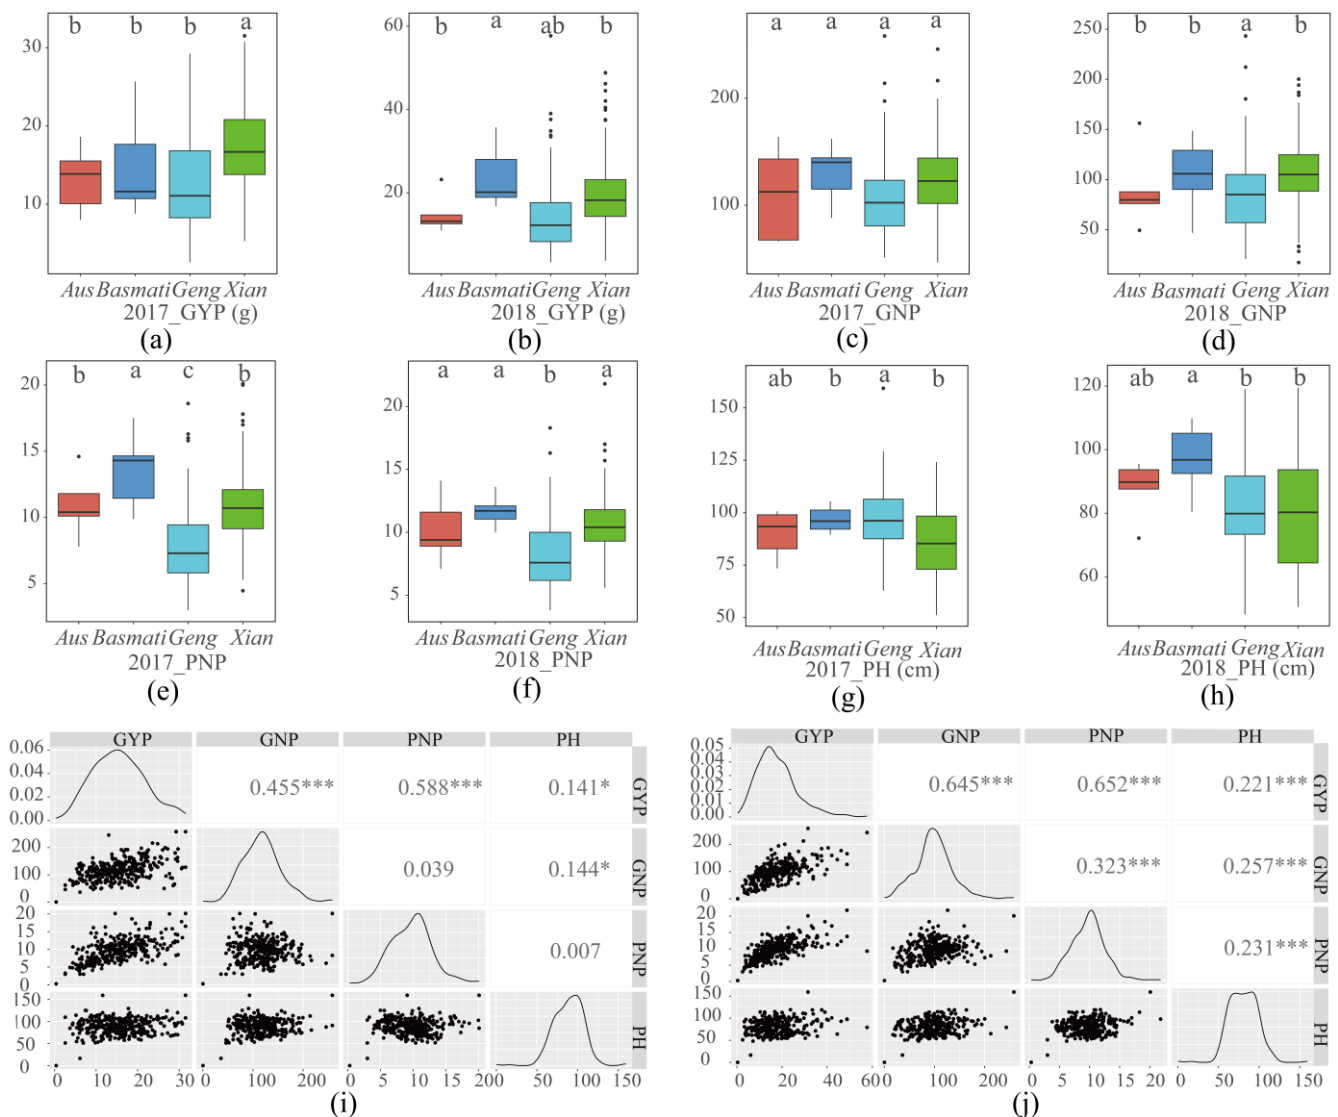 b b b a
30
20
10
Aus Basmati Geng Xian
2017_GYP (g)
(a)
b a ab b
60
40
20
Aus Basmati Geng Xian
2018_GYP (g)
(b)
a a a a
200
100
Aus Basmati Geng Xian
2017_GNP
(c)
b b a b
250
200
150
100
50
Aus Basmati Geng Xian
2018_GNP
(d)
b a c b
20
15
10
5
Aus Basmati Geng Xian
2017_PNP
(e)
a a b a
20
15
10
5
Aus Basmati Geng Xian
2018_PNP
(f)
ab b a b
150
125
100
75
50
Aus Basmati Geng Xian
2017_PH (cm)
(g)
ab a b b
120
100
80
60
Aus Basmati Geng Xian
2018_PH (cm)
(h)
GYP GNP PNP PH
0.06
0.04
0.02
0.00
0.455*** 0.588*** 0.141* GYP
200
100
0
0.039 0.144* GNP
20
15
10
5
0
0.007 PNP
150
100
50
0
PH
0 10 20 30 0 100 200 0 5 10 15 20 0 50 100 150
(i)
GYP GNP PNP PH
0.05
0.04
0.03
0.02
0.01
0.00
0.645*** 0.652*** 0.221*** GYP
200
100
0
0.323*** 0.257*** GNP
20
15
10
5
0
0.231*** PNP
150
100
50
0
PH
0 20 40 60 0 100 200 0 5 10 15 20 0 50 100 150
(j)